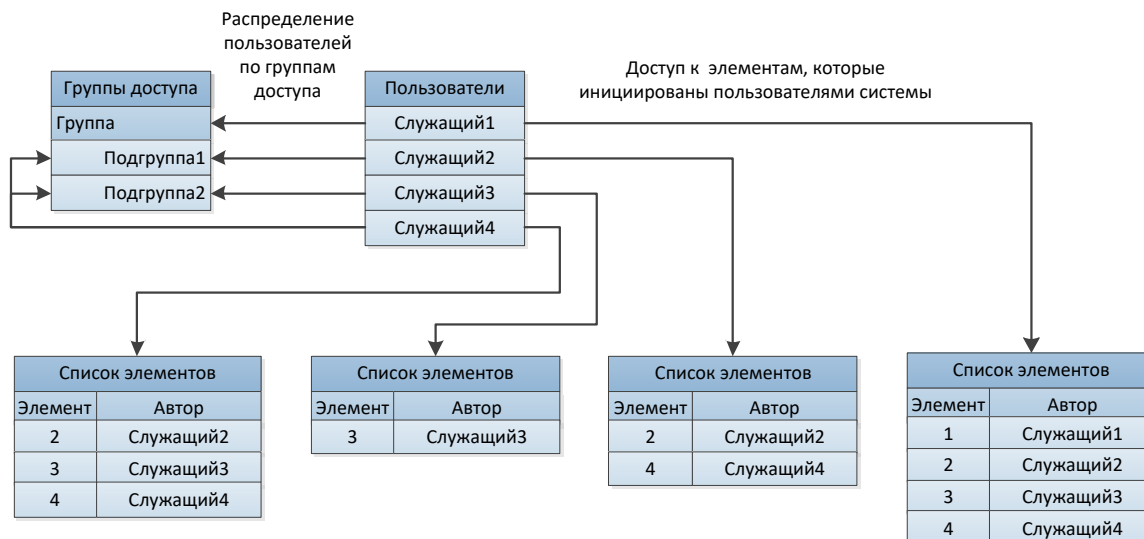 Распределение
пользователей
по группам
доступа
Доступ к элементам, которые
инициированы пользователями системы
Группы доступа
Группа
Подгруппа1
Подгруппа2
Пользователи
Служащий1
Служащий2
Служащий3
Служащий4
Список элементов
Элемент Автор
2 Служащий2
3 Служащий3
4 Служащий4
Список элементов
Элемент Автор
3 Служащий3
Список элементов
Элемент Автор
2 Служащий2
4 Служащий4
Список элементов
Элемент Автор
1 Служащий1
2 Служащий2
3 Служащий3
4 Служащий4